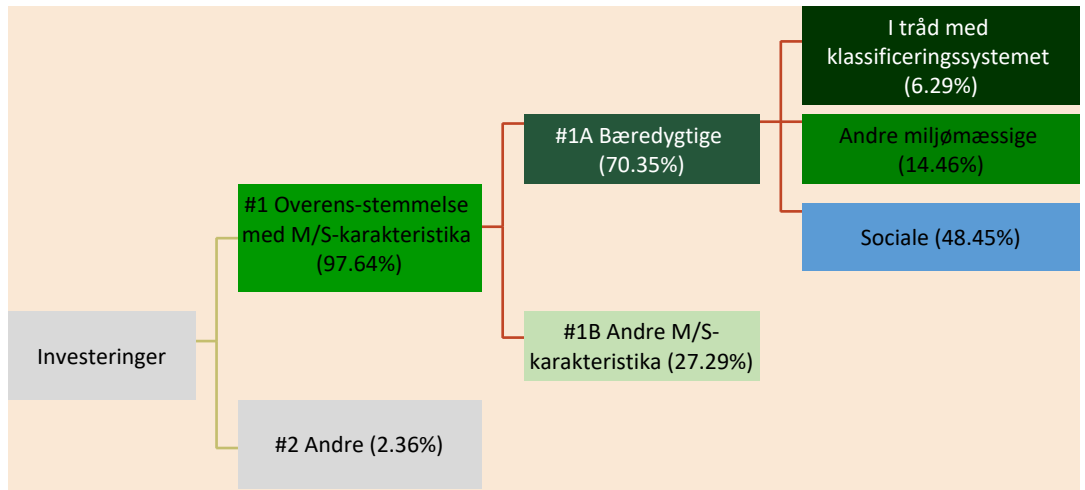 I tråd med
klassificeringssystemet
(6.29%)
#1A Bæredygtige
(70.35%)
Andre miljømæssige
(14.46%)
#1 Overens-stemmelse
med M/S-karakteristika
(97.64%)
Sociale (48.45%)
Investeringer
#1B Andre M/S-
karakteristika (27.29%)
#2 Andre (2.36%)